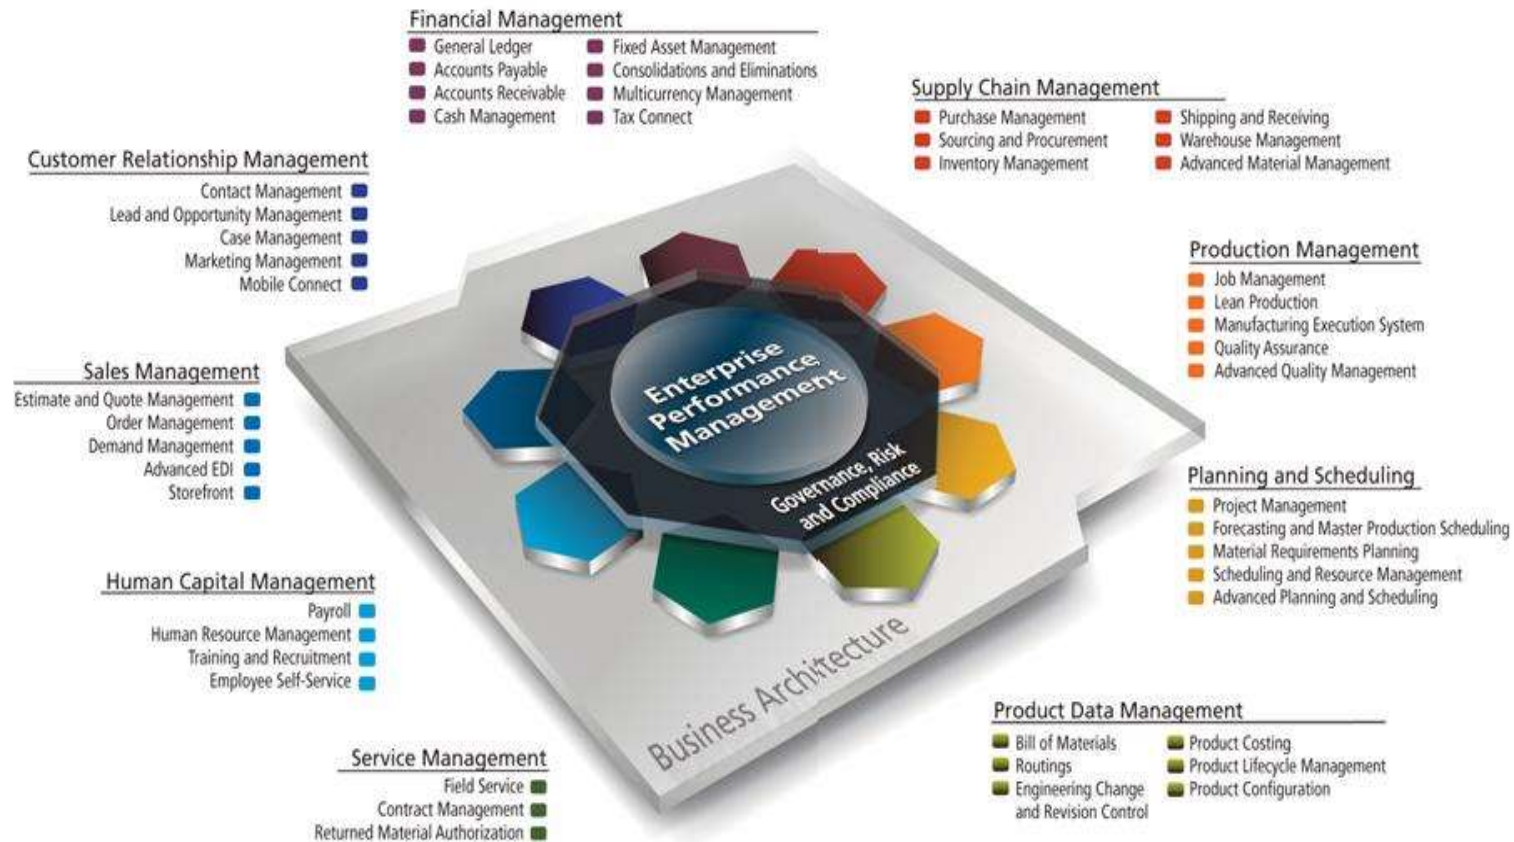 Financial Management
General Ledger
Accounts Payable
Accounts Receivable
Cash Management
Fixed Asset Management
Consolidations and Eliminations
Multicurrency Management
Tax Connect
Supply Chain Management
Purchase Management
Sourcing and Procurement
Inventory Management
Shipping and Receiving
Warehouse Management
Advanced Material Management
Customer Relationship Management
Contact Management
Lead and Opportunity Management
Case Management
Marketing Management
Mobile Connect
Production Management
Job Management
Lean Production
Manufacturing Execution System
Quality Assurance
Advanced Quality Management
Sales Management
Estimate and Quote Management
Order Management
Demand Management
Advanced EDI
Storefront
Enterprise
Performance
Management
Governance, Risk
and Compliance
Planning and Scheduling
Project Management
Forecasting and Master Production Scheduling
Material Requirements Planning
Scheduling and Resource Management
Advanced Planning and Scheduling
Human Capital Management
Payroll
Human Resource Management
Training and Recruitment
Employee Self-Service
Business Architecture
Product Data Management
Bill of Materials
Routings
Engineering Change
and Revision Control
Product Costing
Product Lifecycle Management
Product Configuration
Service Management
Field Service
Contract Management
Returned Material Authorization